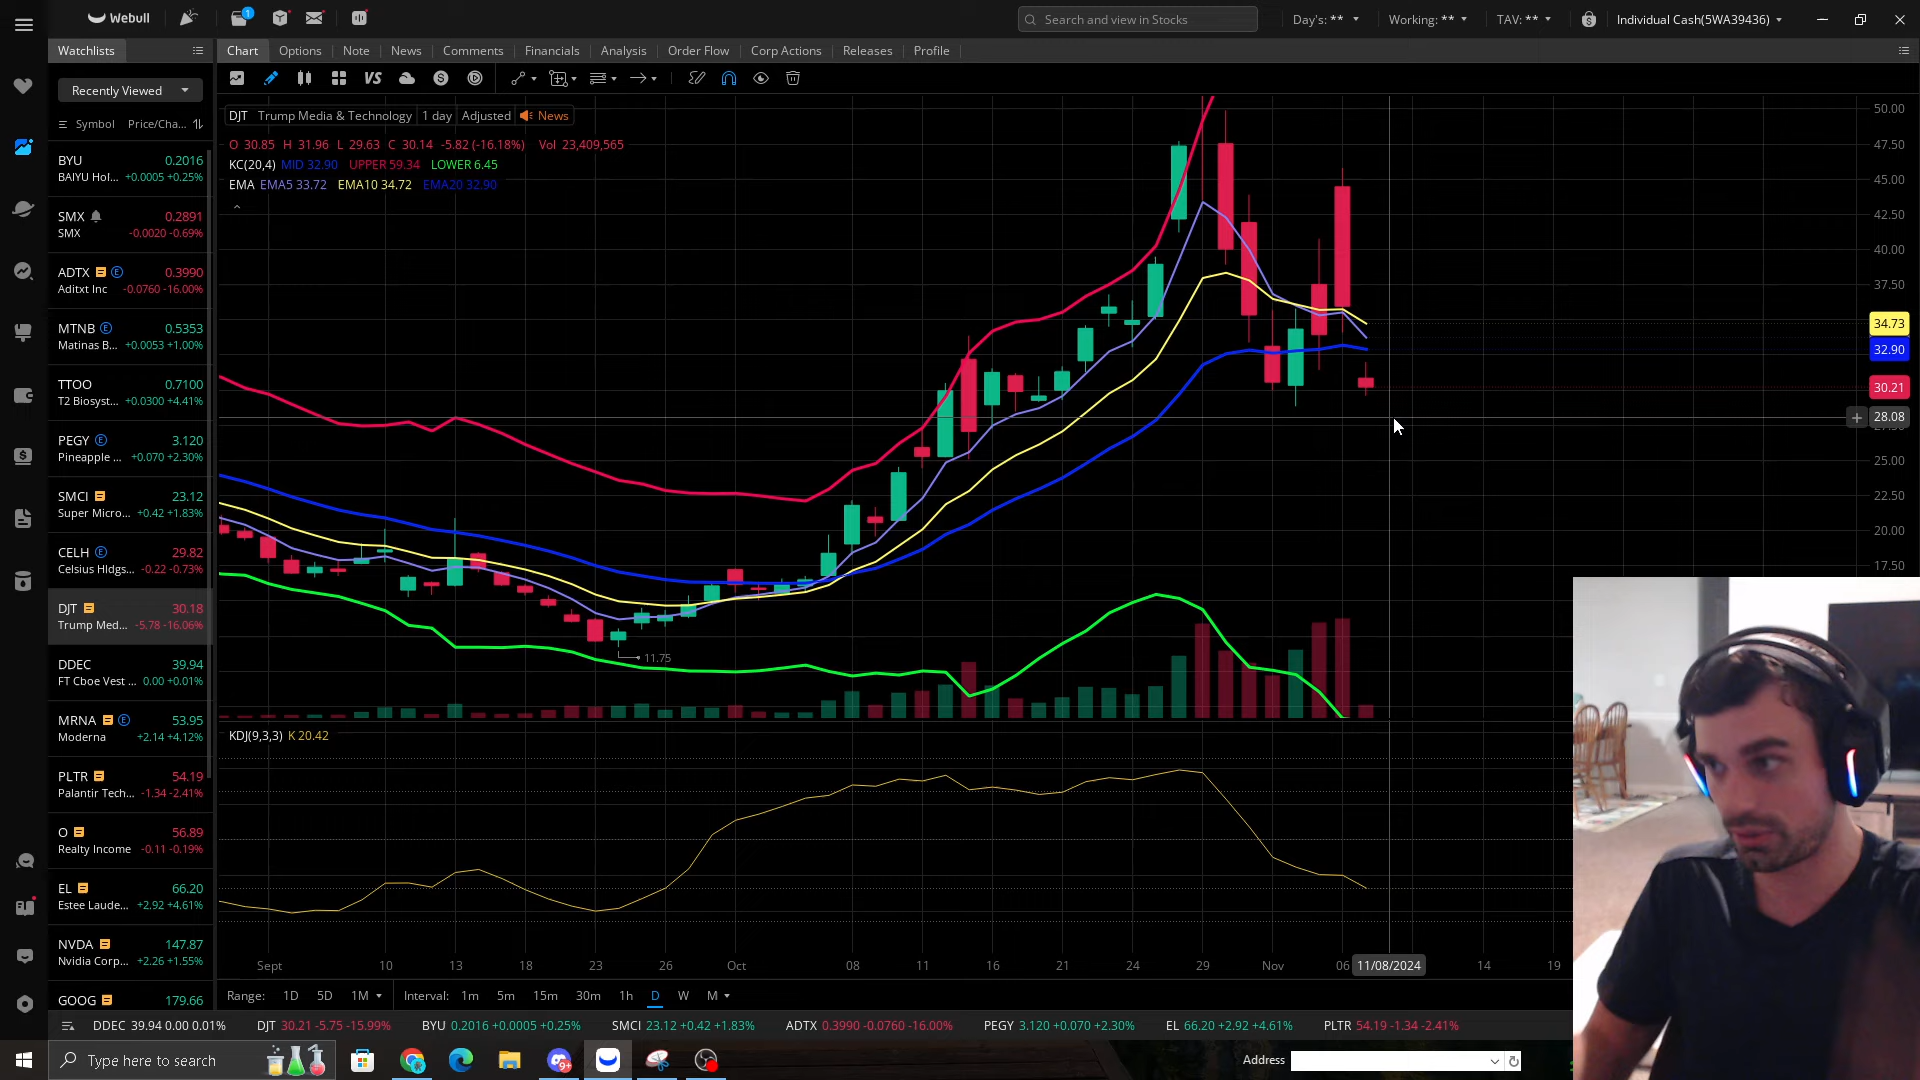 Webull
1
Search and view in Stocks
Day's: **
Working: **
TAV: **
Individual Cash(5WA39436)
Watchlists
Chart
Options
Note
News
Comments
Financials
Analysis
Order Flow
Corp Actions
Releases
Profile
Recently Viewed
VS
Symbol Price/Cha...
BYU 0.2016
BAIYU Hol... +0.0005 +0.25%
SMX 0.2891
SMX -0.0020 -0.69%
ADTX E 0.3990
Aditxt Inc -0.0760 -16.00%
MTNB E 0.5353
Matinas B... +0.0053 +1.00%
TTOO 0.7100
T2 Biosyst... +0.0300 +4.41%
PEGY E 3.120
Pineapple ... +0.070 +2.30%
SMCI 23.12
Super Micro... +0.42 +1.83%
CELH E 29.82
Celsius Hldgs... -0.22 -0.73%
DJT 30.18
Trump Med... -5.78 -16.06%
DDEC 39.94
FT Cboe Vest ... 0.00 +0.01%
MRNA E 53.95
Moderna +2.14 +4.12%
PLTR 54.19
Palantir Tech... -1.34 -2.41%
O 56.89
Realty Income -0.11 -0.19%
EL 66.20
Estee Laude... +2.92 +4.61%
NVDA 147.87
Nvidia Corp... +2.26 +1.55%
GOOG 179.66
DJT Trump Media & Technology 1 day Adjusted News
O 30.85 H 31.96 L 29.63 C 30.14 -5.82 (-16.18%) Vol 23,409,565
KC(20,4) MID 32.90 UPPER 59.34 LOWER 6.45
EMA EMA5 33.72 EMA10 34.72 EMA20 32.90
50.00
47.50
45.00
42.50
40.00
37.50
34.73
32.90
30.21
28.08
25.00
22.50
20.00
17.50
11.75
KDJ(9,3,3) K 20.42
Sept 10 13 18 23 26 Oct 08 11 16 21 24 29 Nov 06 11/08/2024 14 19
Range: 1D 5D 1M Interval: 1m 5m 15m 30m 1h D W M
DDEC 39.94 0.00 0.01% DJT 30.21 -5.75 -15.99% BYU 0.2016 +0.0005 +0.25% SMCI 23.12 +0.42 +1.83% ADTX 0.3990 -0.0760 -16.00% PEGY 3.120 +0.070 +2.30% EL 66.20 +2.92 +4.61% PLTR 54.19 -1.34 -2.41%
Type here to search
9+
Address